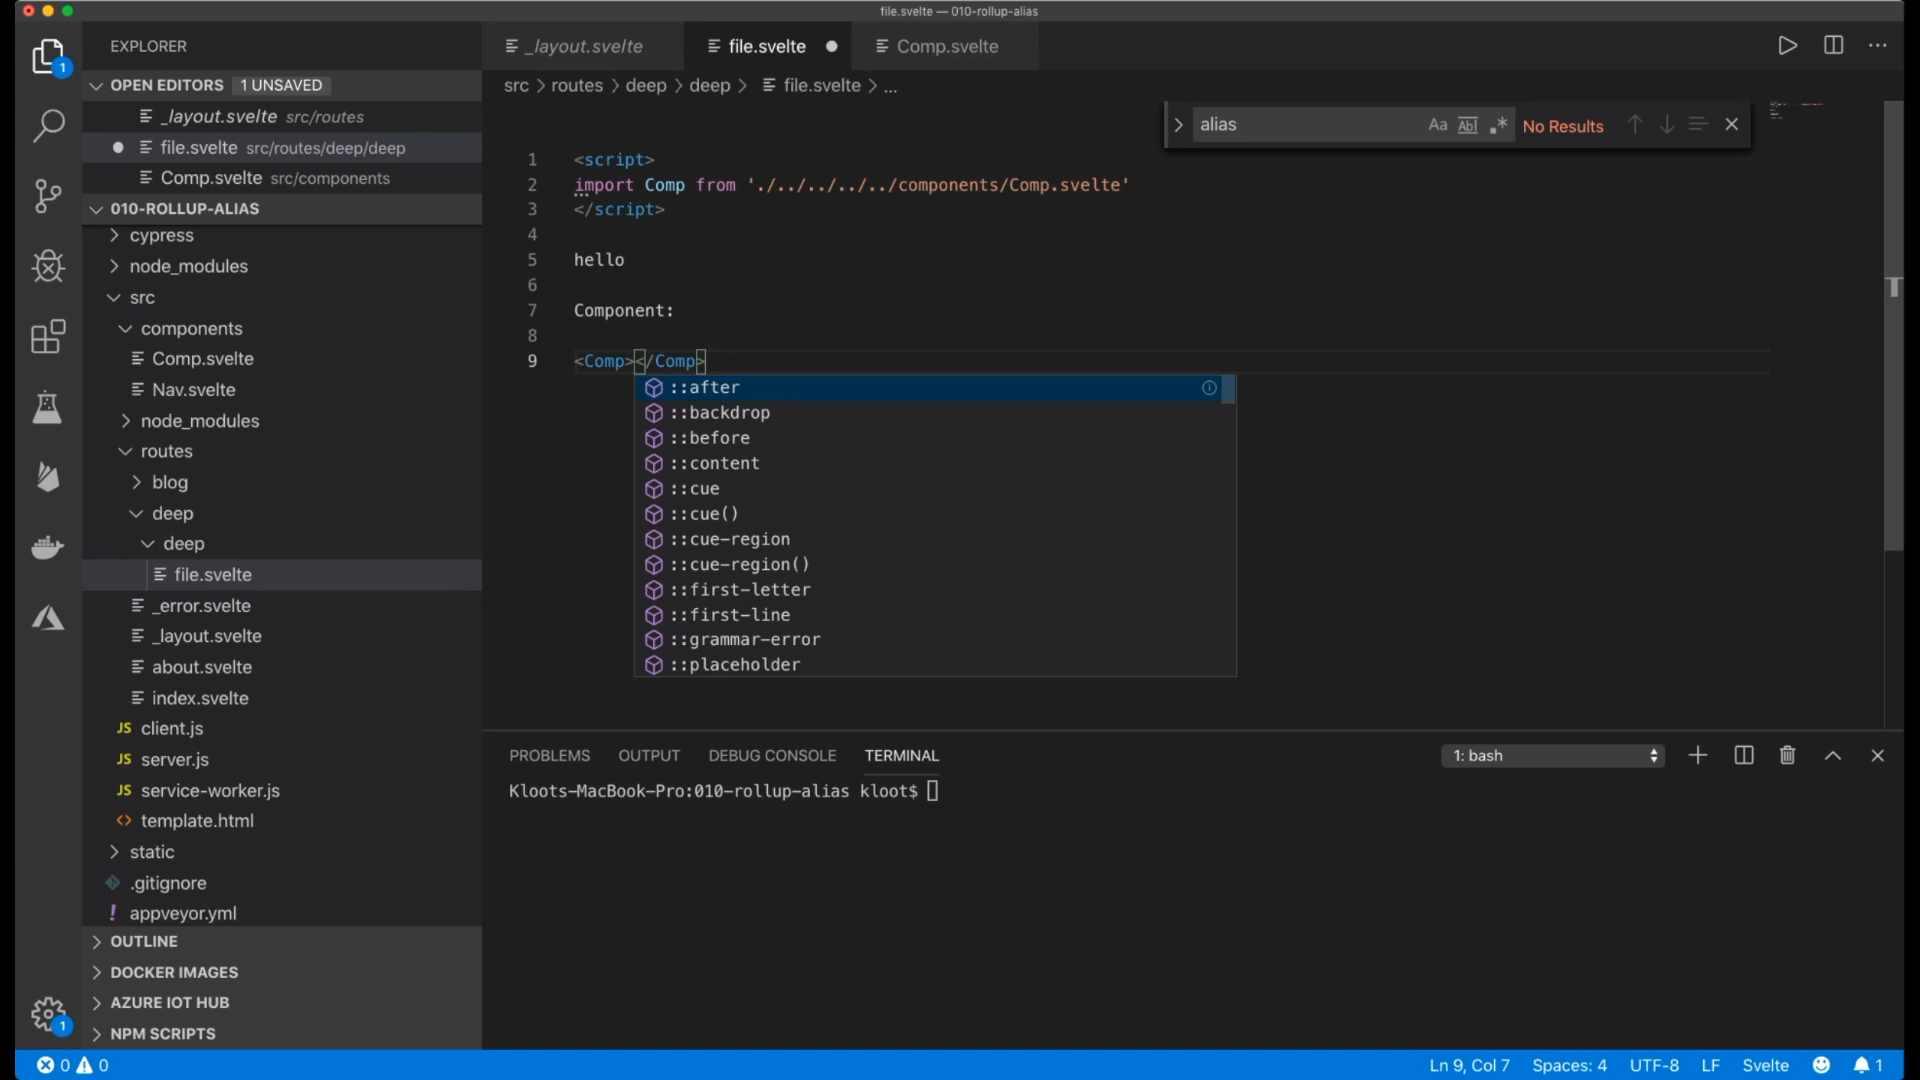 file.svelte — 010-rollup-alias
EXPLORER
OPEN EDITORS 1 UNSAVED
_layout.svelte src/routes
file.svelte src/routes/deep/deep
Comp.svelte src/components
010-ROLLUP-ALIAS
cypress
node_modules
src
components
Comp.svelte
Nav.svelte
node_modules
routes
blog
deep
deep
file.svelte
_error.svelte
_layout.svelte
about.svelte
index.svelte
JS client.js
JS server.js
JS service-worker.js
<> template.html
static
.gitignore
! appveyor.yml
OUTLINE
DOCKER IMAGES
AZURE IOT HUB
NPM SCRIPTS
1
1
_layout.svelte file.svelte Comp.svelte
src > routes > deep > deep > file.svelte > ...
alias Aa Abl .* No Results
1 <script>
2 import Comp from './../../../../components/Comp.svelte'
3 </script>
4
5 hello
6
7 Component:
8
9 <Comp></Comp>
::after
::backdrop
::before
::content
::cue
::cue()
::cue-region
::cue-region()
::first-letter
::first-line
::grammar-error
::placeholder
PROBLEMS OUTPUT DEBUG CONSOLE TERMINAL 1: bash
Kloots-MacBook-Pro:010-rollup-alias kloot$
0 0 Ln 9, Col 7 Spaces: 4 UTF-8 LF Svelte 1